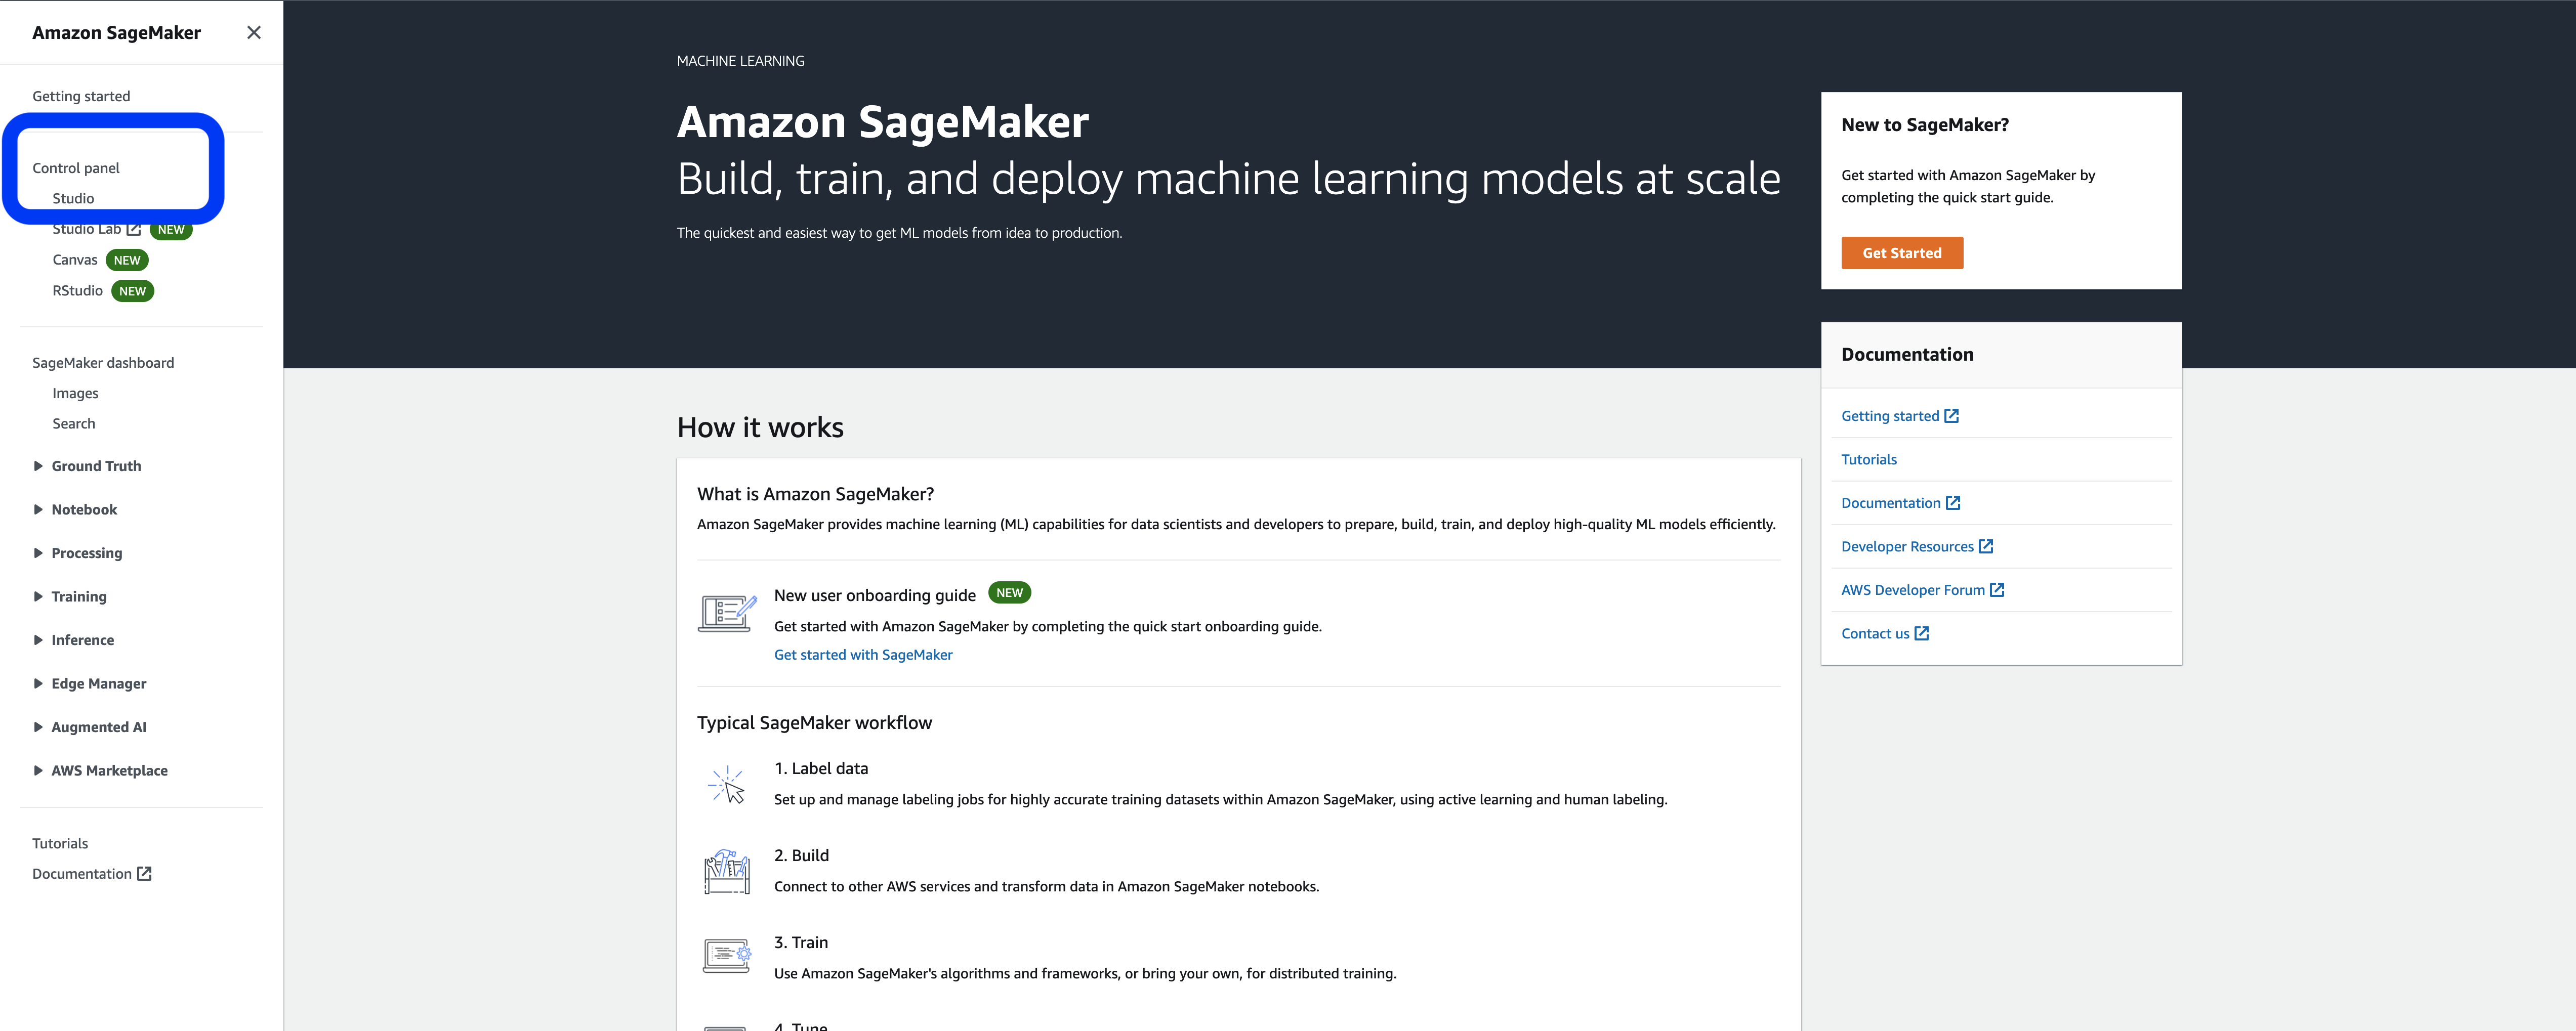 Amazon SageMaker
Getting started
Control panel
Studio
Studio Lab NEW
Canvas NEW
RStudio NEW
SageMaker dashboard
Images
Search
Ground Truth
Notebook
Processing
Training
Inference
Edge Manager
Augmented AI
AWS Marketplace
Tutorials
Documentation
MACHINE LEARNING
Amazon SageMaker
Build, train, and deploy machine learning models at scale
The quickest and easiest way to get ML models from idea to production.
How it works
What is Amazon SageMaker?
Amazon SageMaker provides machine learning (ML) capabilities for data scientists and developers to prepare, build, train, and deploy high-quality ML models efficiently.
New user onboarding guide NEW
Get started with Amazon SageMaker by completing the quick start onboarding guide.
Get started with SageMaker
Typical SageMaker workflow
1. Label data
Set up and manage labeling jobs for highly accurate training datasets within Amazon SageMaker, using active learning and human labeling.
2. Build
Connect to other AWS services and transform data in Amazon SageMaker notebooks.
3. Train
Use Amazon SageMaker's algorithms and frameworks, or bring your own, for distributed training.
4. Tune
New to SageMaker?
Get started with Amazon SageMaker by
completing the quick start guide.
Get Started
Documentation
Getting started
Tutorials
Documentation
Developer Resources
AWS Developer Forum
Contact us